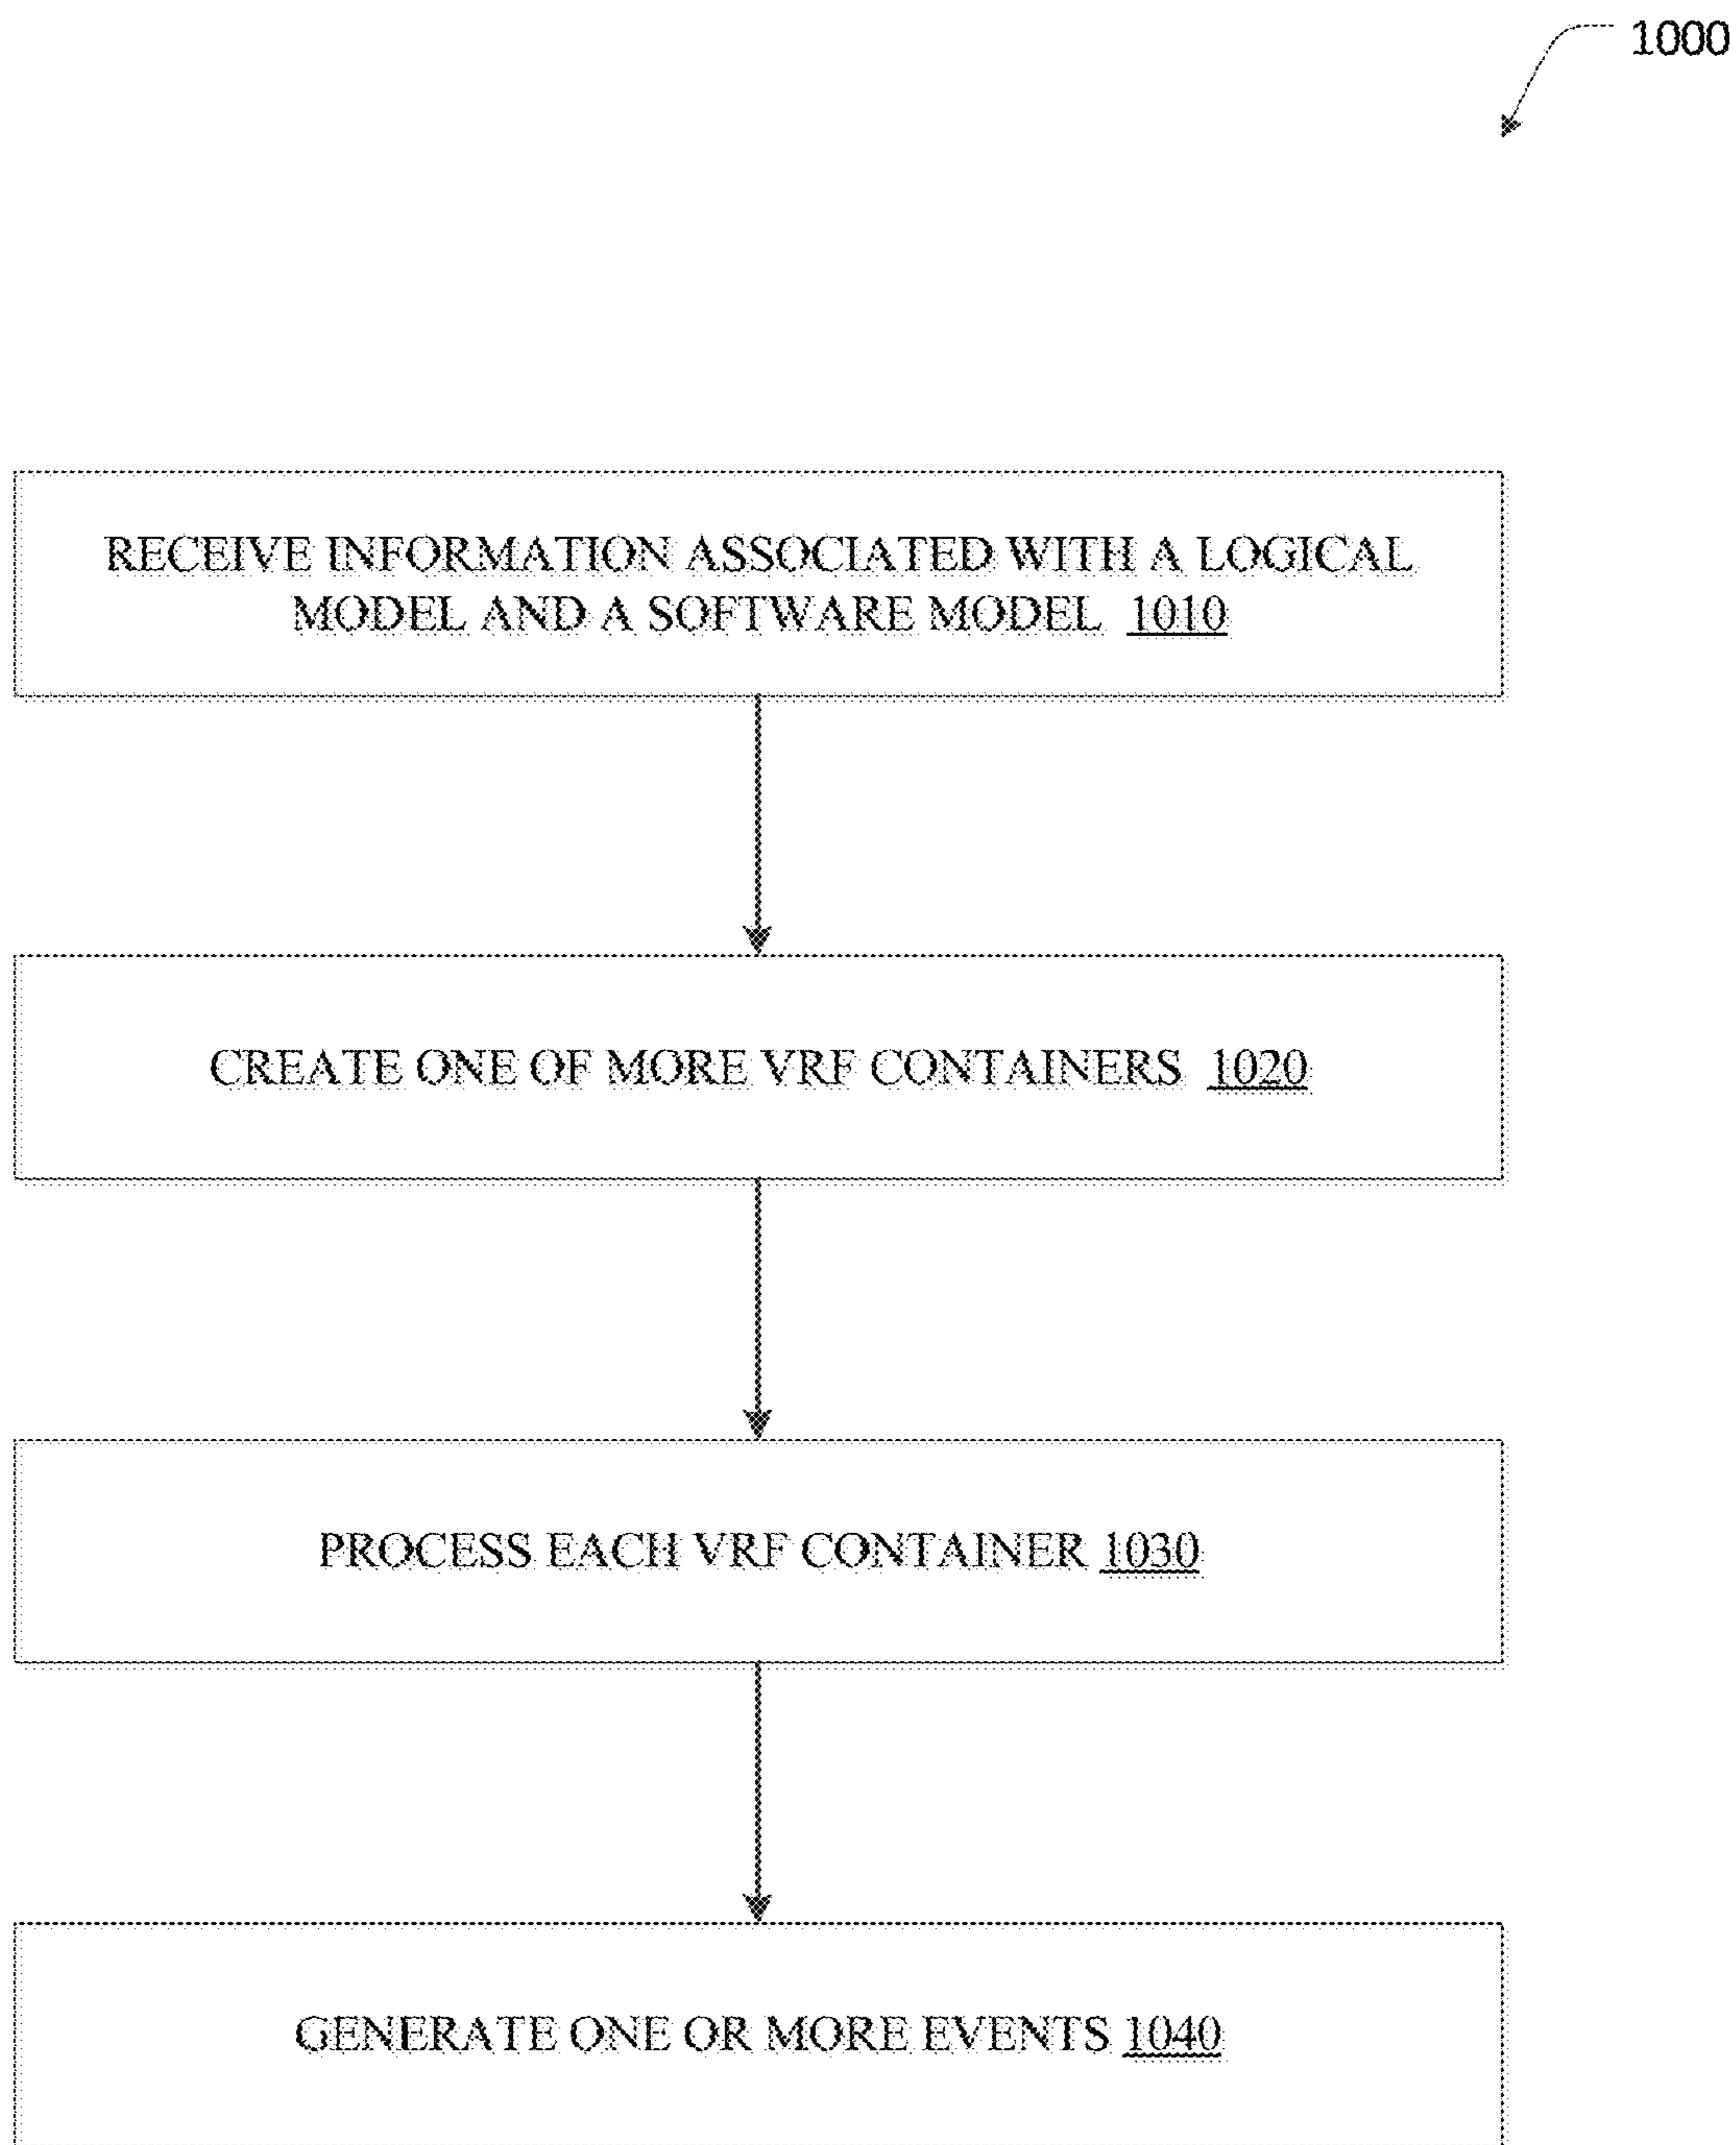 1000
RECEIVE INFORMATION ASSOCIATED WITH A LOGICAL
MODEL AND A SOFTWARE MODEL 1010
CREATE ONE OF MORE VRF CONTAINERS 1020
PROCESS EACH VRF CONTAINER 1030
GENERATE ONE OR MORE EVENTS 1040